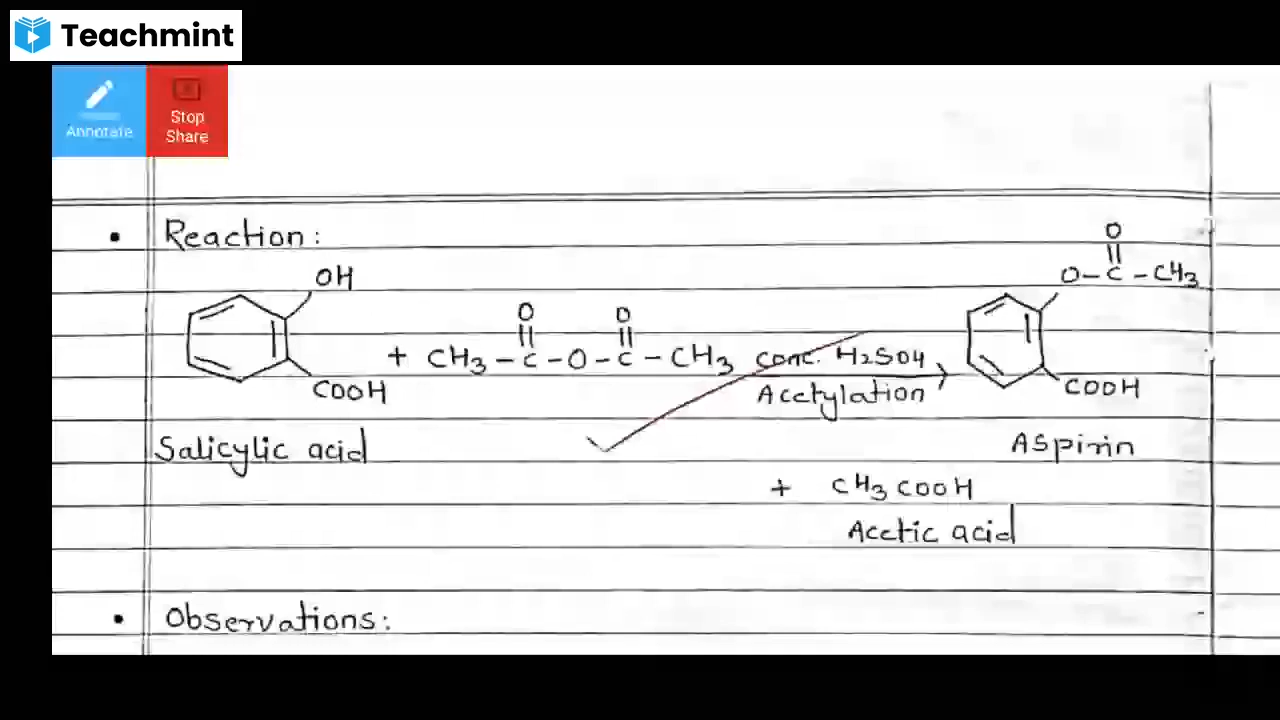 Teachmint
Annotate
Stop
Share
• Reaction:
O
O-C-CH3
OH
O O
+ CH3-C-O-C-CH3 conc. H2SO4
Acetylation
COOH
COOH
Salicylic acid
Aspirin
+ CH3COOH
Acetic acid
• Observations: